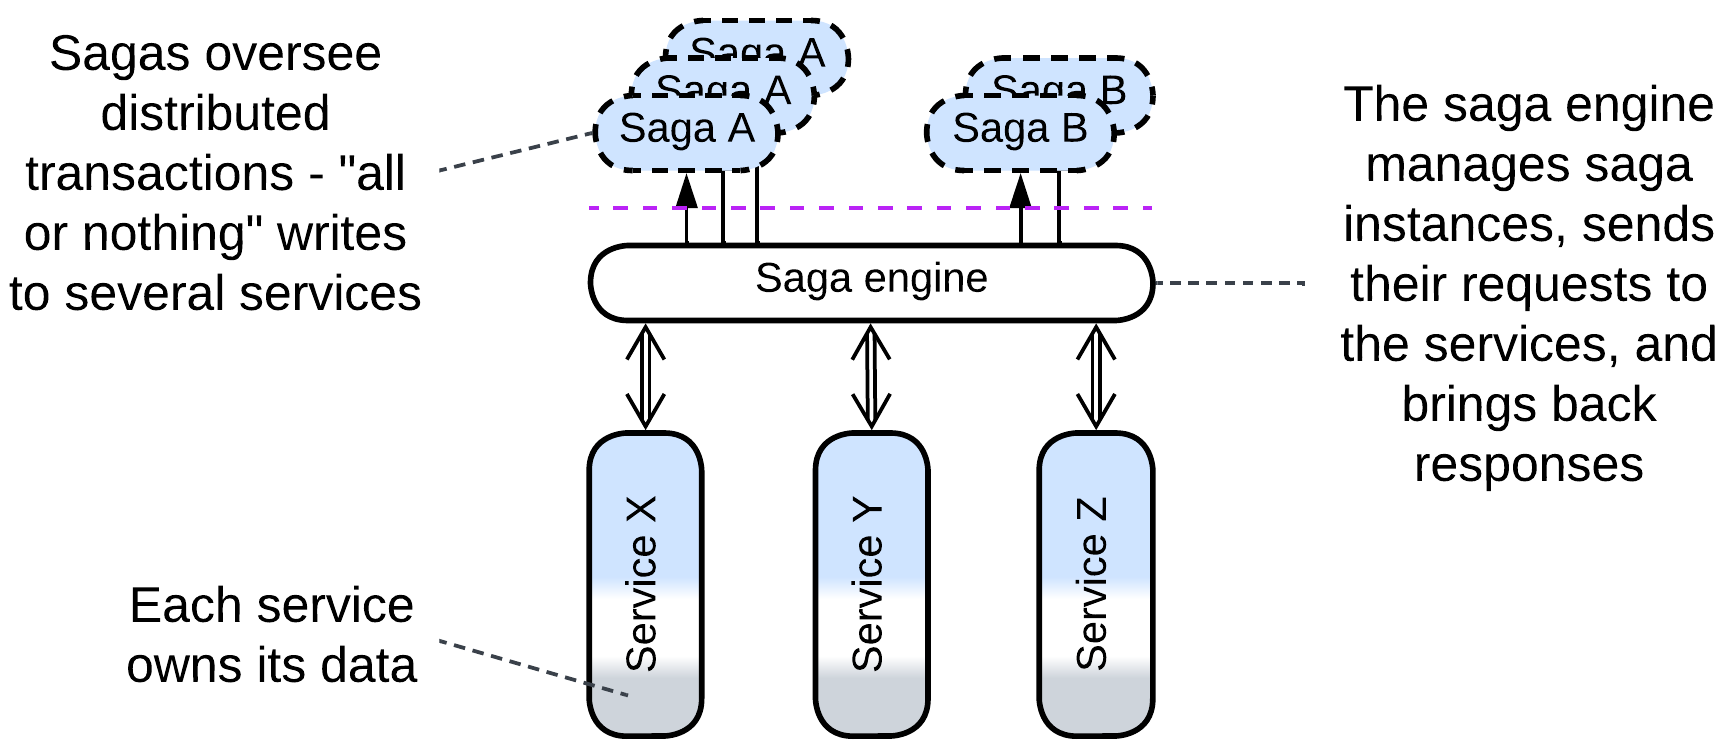 Sagas oversee
distributed
transactions - "all
or nothing" writes
to several services
Saga A
Saga A
Saga A
Saga B
Saga B
The saga engine
manages saga
instances, sends
their requests to
the services, and
brings back
responses
Saga engine
Service X
Service Y
Service Z
Each service
owns its data